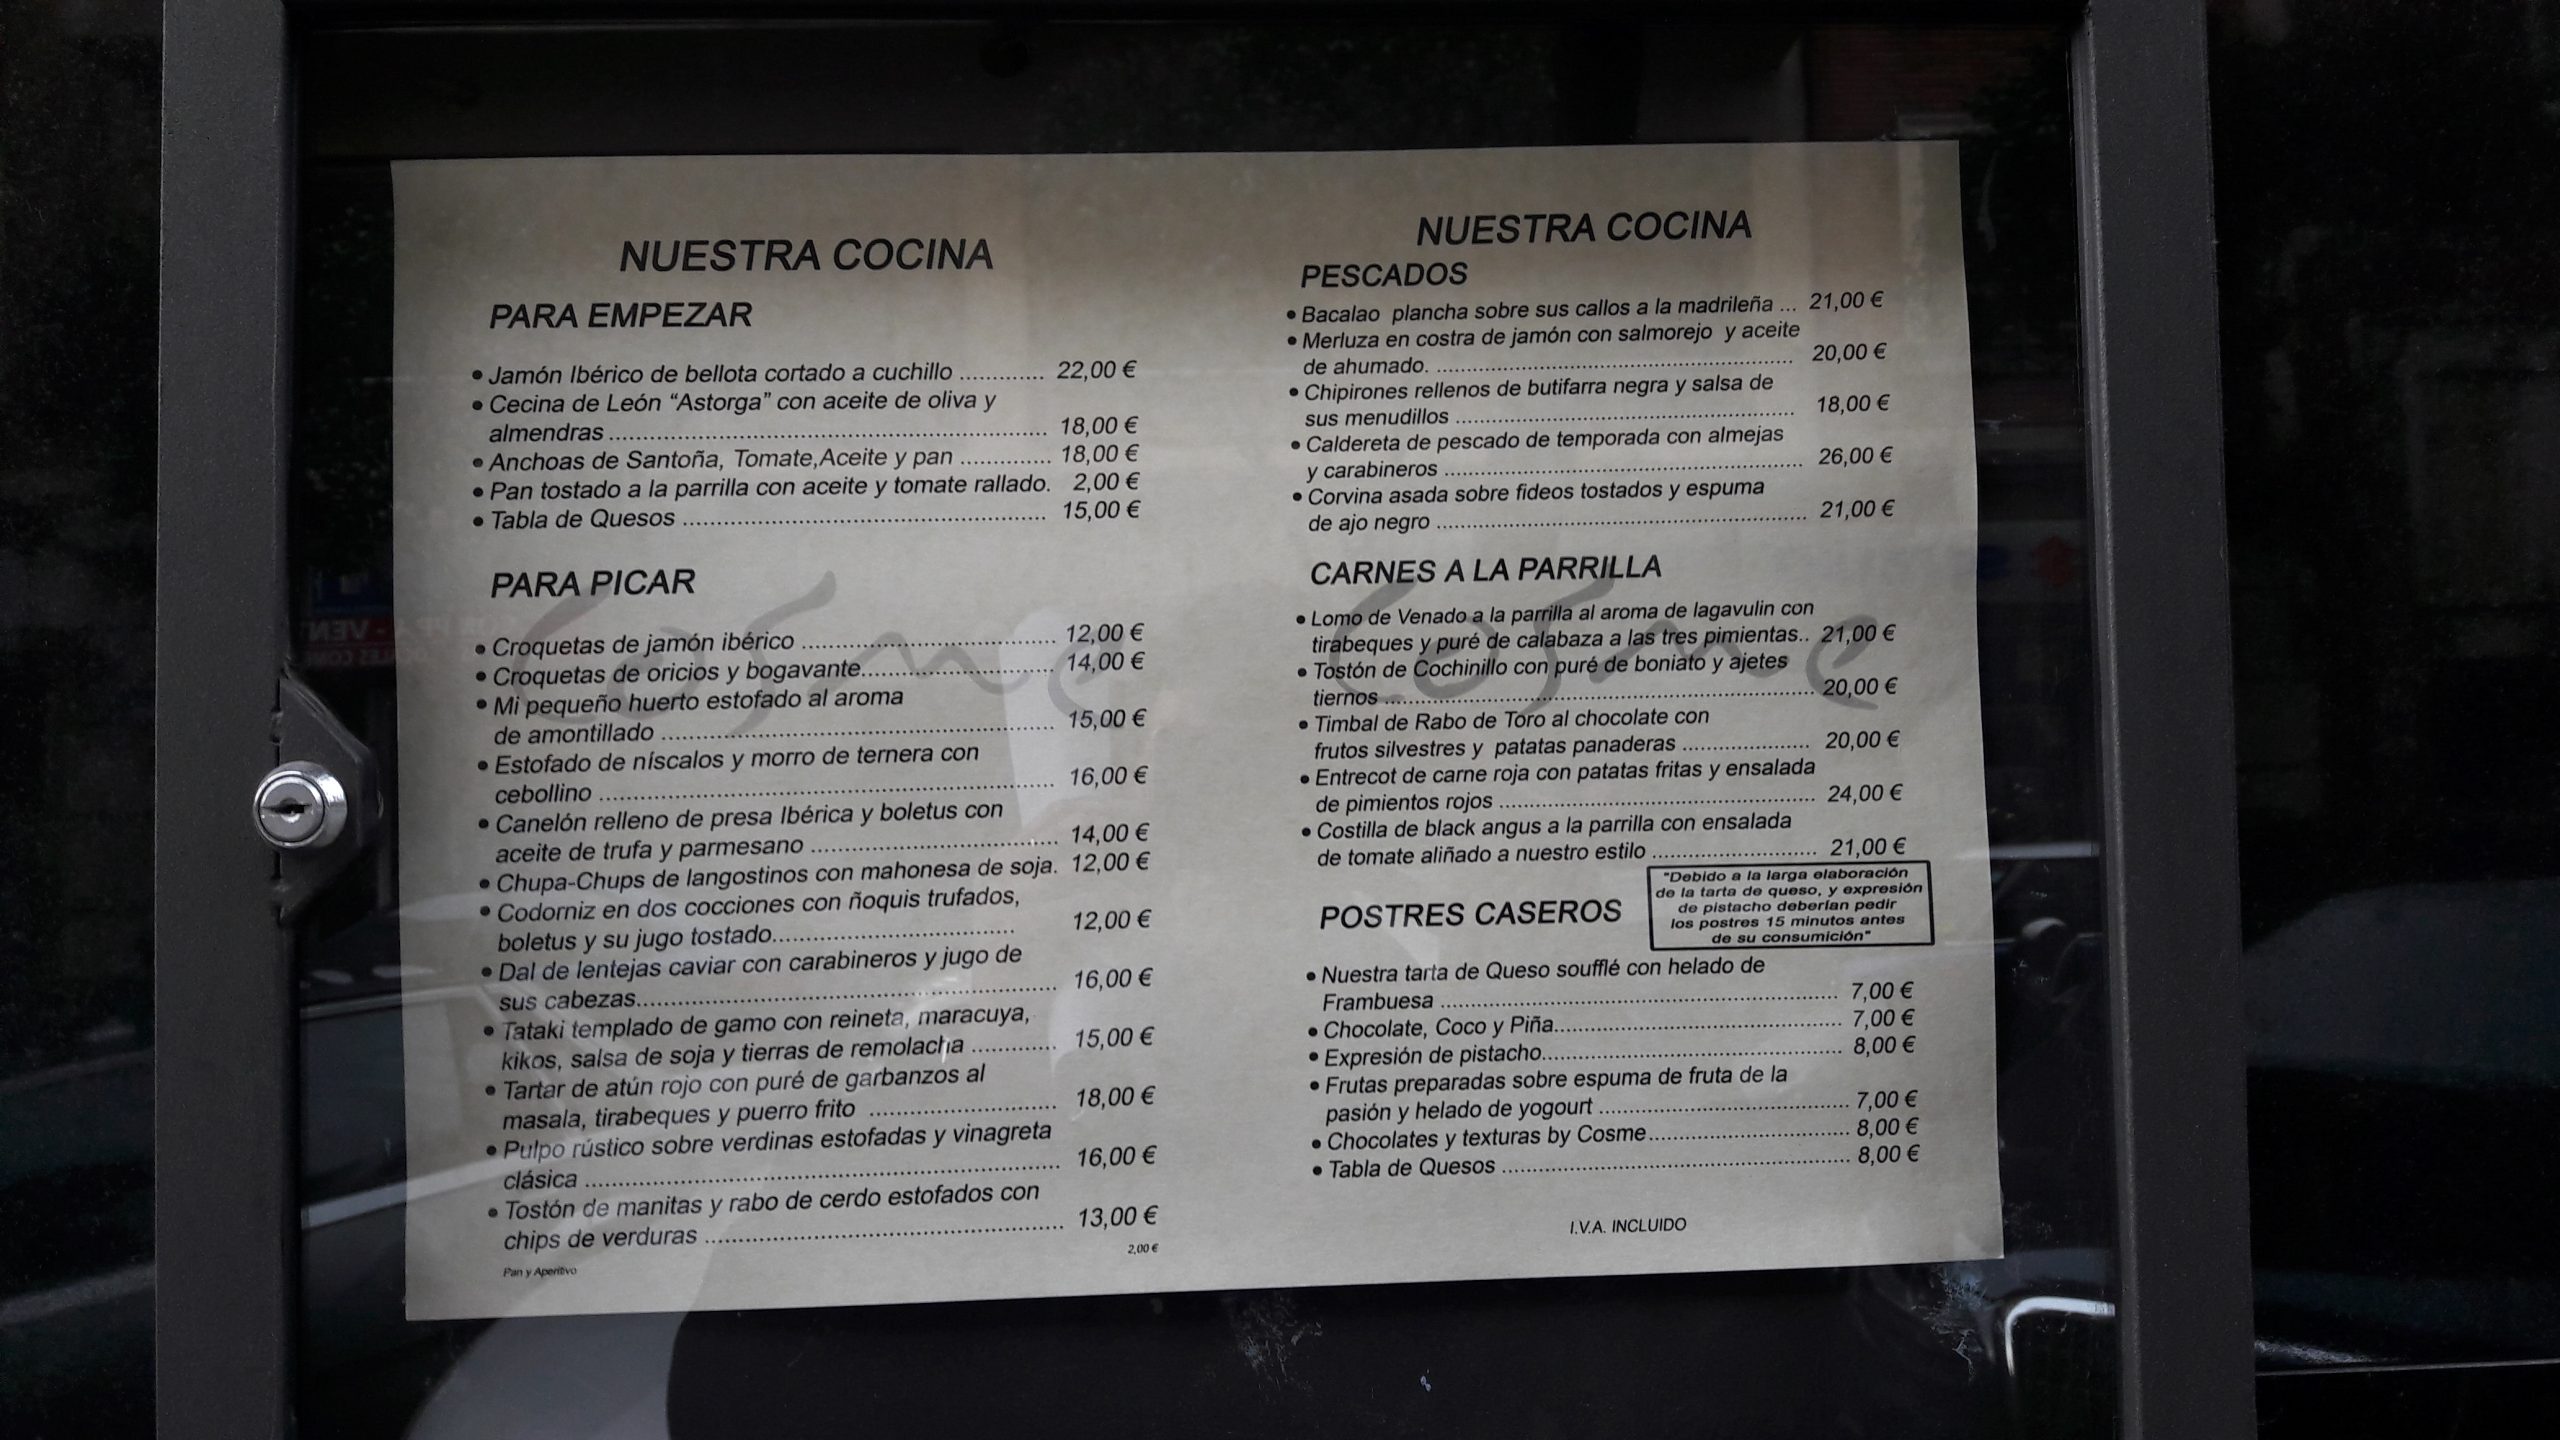 NUESTRA COCINA
PARA EMPEZAR
• Jamón Ibérico de bellota cortado a cuchillo ............. 22,00 €
• Cecina de León “Astorga” con aceite de oliva y
almendras ................................ 18,00 €
• Anchoas de Santoña, Tomate,Aceite y pan .............. 18,00 €
• Pan tostado a la parrilla con aceite y tomate rallado. 2,00 €
• Tabla de Quesos ................................ 15,00 €
PARA PICAR
• Croquetas de jamón ibérico ................................ 12,00 €
• Croquetas de oricios y bogavante............................. 14,00 €
• Mi pequeño huerto estofado al aroma
de amontillado ................................ 15,00 €
• Estofado de níscalos y morro de ternera con
cebollino ................................ 16,00 €
• Canelón relleno de presa Ibérica y boletus con
aceite de trufa y parmesano ................................ 14,00 €
• Chupa-Chups de langostinos con mahonesa de soja. 12,00 €
• Codorniz en dos cocciones con ñoquis trufados,
boletus y su jugo tostado................................ 12,00 €
• Dal de lentejas caviar con carabineros y jugo de
sus cabezas................................ 16,00 €
• Tataki templado de gamo con reineta, maracuya,
kikos, salsa de soja y tierras de remolacha ............. 15,00 €
• Tartar de atún rojo con puré de garbanzos al
masala, tirabeques y puerro frito ............................. 18,00 €
• Pulpo rústico sobre verdinas estofadas y vinagreta
clásica ................................ 16,00 €
• Tostón de manitas y rabo de cerdo estofados con
chips de verduras ................................ 13,00 €
Pan y Aperitivo 2,00 €
Cosme
NUESTRA COCINA
PESCADOS
• Bacalao plancha sobre sus callos a la madrileña ... 21,00 €
• Merluza en costra de jamón con salmorejo y aceite
de ahumado. ................................ 20,00 €
• Chipirones rellenos de butifarra negra y salsa de
sus menudillos ................................ 18,00 €
• Caldereta de pescado de temporada con almejas
y carabineros ................................ 26,00 €
• Corvina asada sobre fideos tostados y espuma
de ajo negro ................................ 21,00 €
CARNES A LA PARRILLA
• Lomo de Venado a la parrilla al aroma de lagavulin con
tirabeques y puré de calabaza a las tres pimientas.. 21,00 €
• Tostón de Cochinillo con puré de boniato y ajetes
tiernos ................................ 20,00 €
• Timbal de Rabo de Toro al chocolate con
frutos silvestres y patatas panaderas .................... 20,00 €
• Entrecot de carne roja con patatas fritas y ensalada
de pimientos rojos ................................ 24,00 €
• Costilla de black angus a la parrilla con ensalada
de tomate aliñado a nuestro estilo ......................... 21,00 €
Cosme
POSTRES CASEROS
"Debido a la larga elaboración
de la tarta de queso, y expresión
de pistacho deberían pedir
los postres 15 minutos antes
de su consumición"
• Nuestra tarta de Queso soufflé con helado de
Frambuesa ................................ 7,00 €
• Chocolate, Coco y Piña................................ 7,00 €
• Expresión de pistacho................................ 8,00 €
• Frutas preparadas sobre espuma de fruta de la
pasión y helado de yogourt ................................ 7,00 €
• Chocolates y texturas by Cosme............................... 8,00 €
• Tabla de Quesos ................................ 8,00 €
I.V.A. INCLUIDO